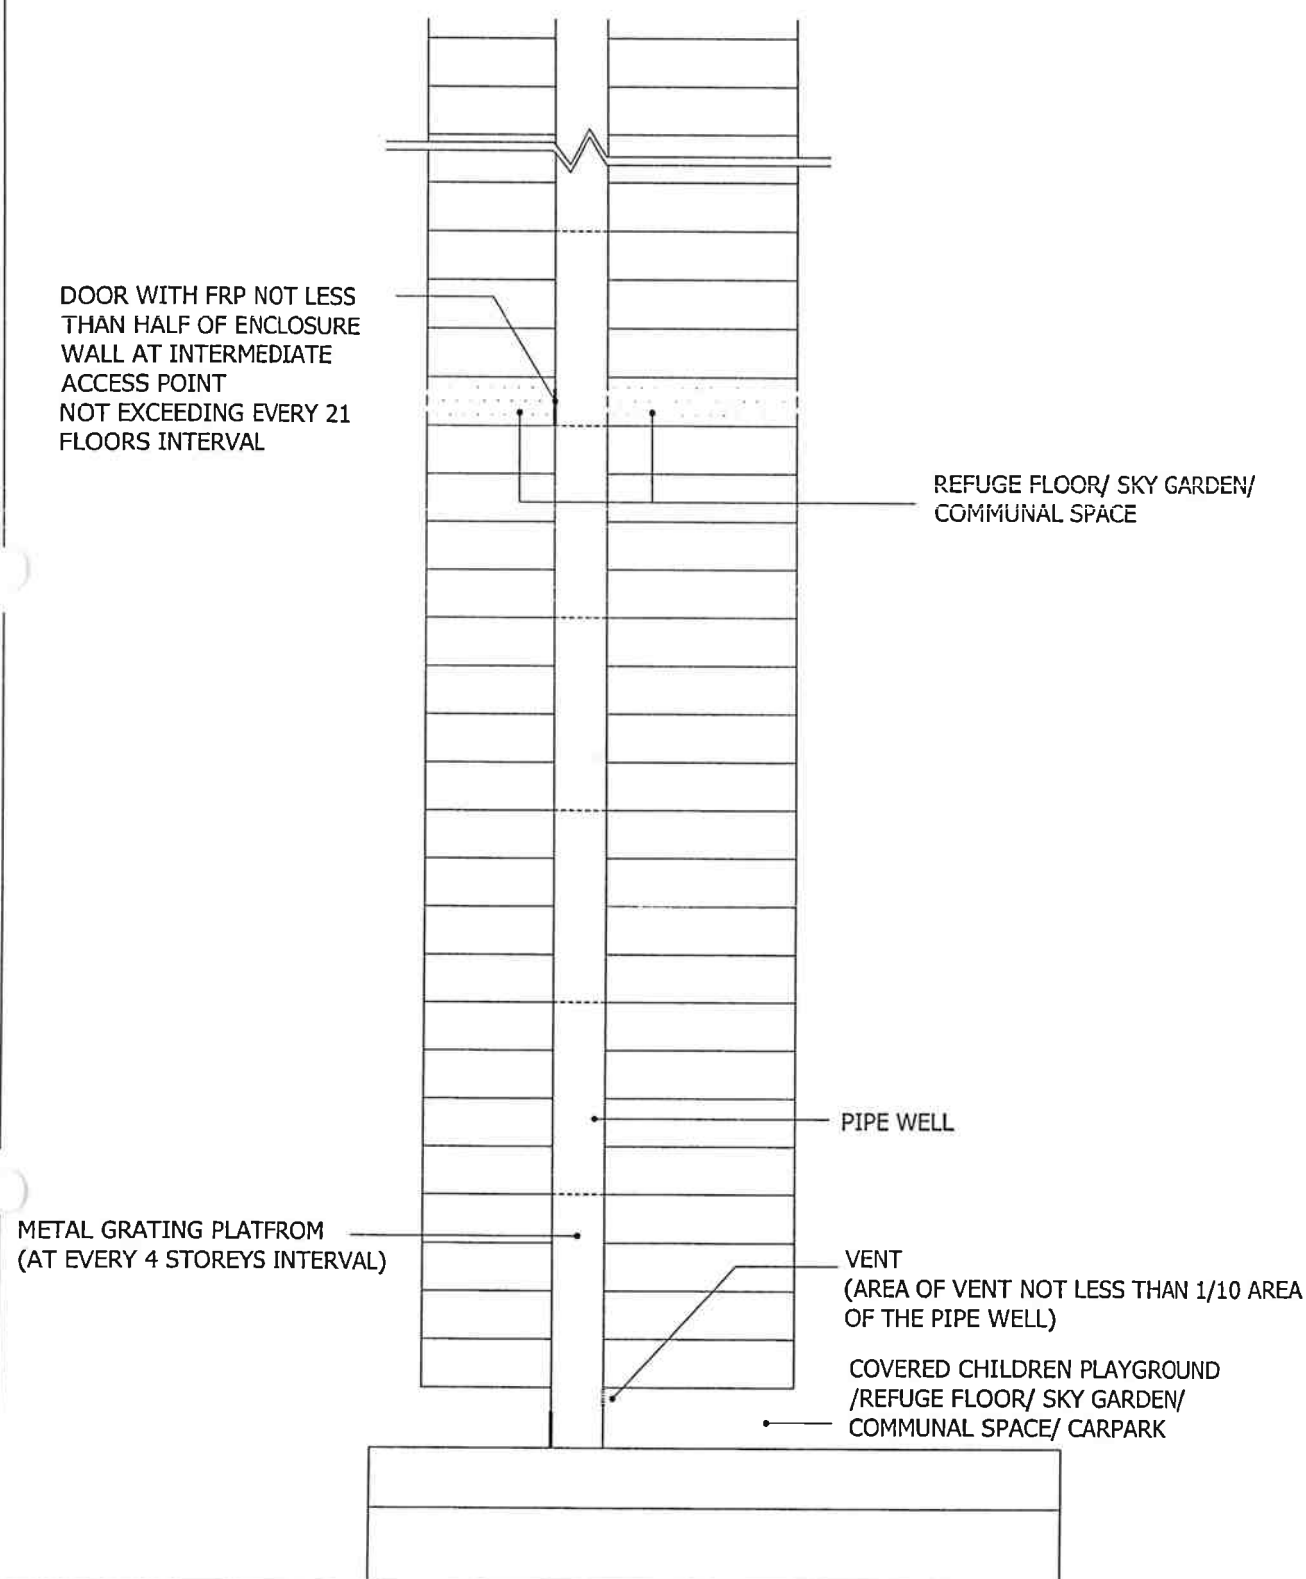 DOOR WITH FRP NOT LESS
THAN HALF OF ENCLOSURE
WALL AT INTERMEDIATE
ACCESS POINT
NOT EXCEEDING EVERY 21
FLOORS INTERVAL
REFUGE FLOOR/ SKY GARDEN/
COMMUNAL SPACE
PIPE WELL
METAL GRATING PLATFROM
(AT EVERY 4 STOREYS INTERVAL)
VENT
(AREA OF VENT NOT LESS THAN 1/10 AREA
OF THE PIPE WELL)
COVERED CHILDREN PLAYGROUND
/REFUGE FLOOR/ SKY GARDEN/
COMMUNAL SPACE/ CARPARK